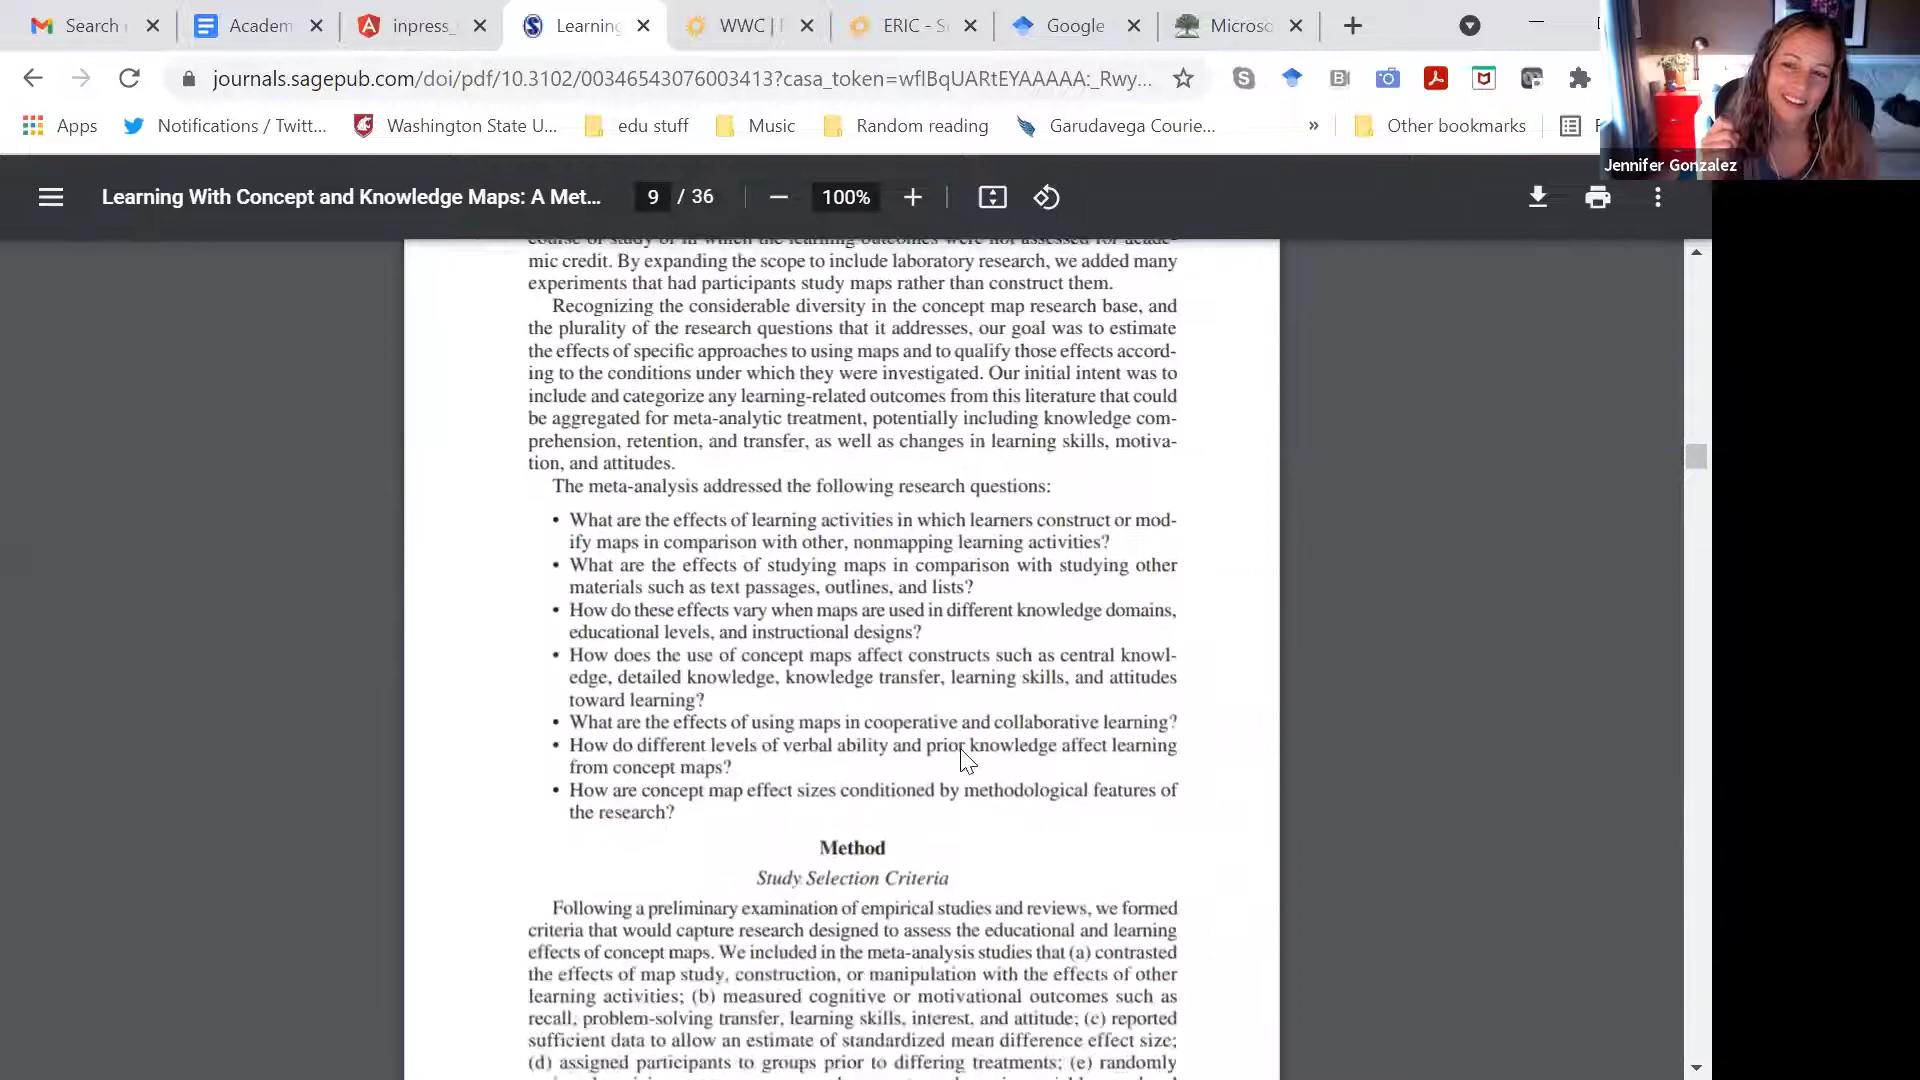 Search
Academ
inpress_
Learning
WWC |
ERIC - S
Google
Microso
journals.sagepub.com/doi/pdf/10.3102/00346543076003413?casa_token=wflBqUARtEYAAAAA:_Rwy...
Apps
Notifications / Twitt...
Washington State U...
edu stuff
Music
Random reading
Garudavega Courie...
»
Other bookmarks
Jennifer Gonzalez
Learning With Concept and Knowledge Maps: A Met...
9 / 36
100%
course of study or in which the learning outcomes were not assessed for acade-
mic credit. By expanding the scope to include laboratory research, we added many
experiments that had participants study maps rather than construct them.
Recognizing the considerable diversity in the concept map research base, and
the plurality of the research questions that it addresses, our goal was to estimate
the effects of specific approaches to using maps and to qualify those effects accord-
ing to the conditions under which they were investigated. Our initial intent was to
include and categorize any learning-related outcomes from this literature that could
be aggregated for meta-analytic treatment, potentially including knowledge com-
prehension, retention, and transfer, as well as changes in learning skills, motiva-
tion, and attitudes.
The meta-analysis addressed the following research questions:
• What are the effects of learning activities in which learners construct or mod-
ify maps in comparison with other, nonmapping learning activities?
• What are the effects of studying maps in comparison with studying other
materials such as text passages, outlines, and lists?
• How do these effects vary when maps are used in different knowledge domains,
educational levels, and instructional designs?
• How does the use of concept maps affect constructs such as central knowl-
edge, detailed knowledge, knowledge transfer, learning skills, and attitudes
toward learning?
• What are the effects of using maps in cooperative and collaborative learning?
• How do different levels of verbal ability and prior knowledge affect learning
from concept maps?
• How are concept map effect sizes conditioned by methodological features of
the research?
Method
Study Selection Criteria
Following a preliminary examination of empirical studies and reviews, we formed
criteria that would capture research designed to assess the educational and learning
effects of concept maps. We included in the meta-analysis studies that (a) contrasted
the effects of map study, construction, or manipulation with the effects of other
learning activities; (b) measured cognitive or motivational outcomes such as
recall, problem-solving transfer, learning skills, interest, and attitude; (c) reported
sufficient data to allow an estimate of standardized mean difference effect size;
(d) assigned participants to groups prior to differing treatments; (e) randomly